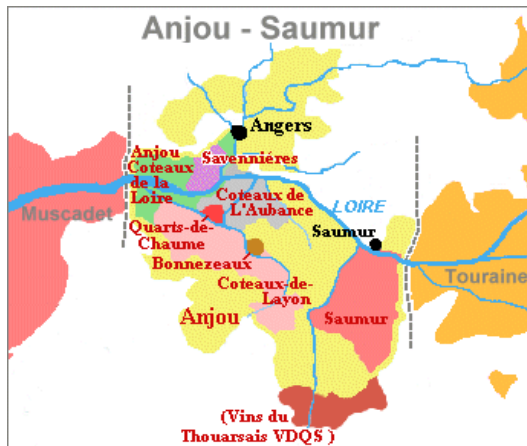 Anjou - Saumur
Angers
Anjou
Coteaux
de la
Loire
Savenniéres
Coteaux de
L'Aubance
LOIRE
Muscadet
Quarts-de-
Chaume
Saumur
Bonnezeaux
Touraine
Coteaux-de-
Layon
Anjou
Saumur
(Vins du
Thouarsais VDQS )